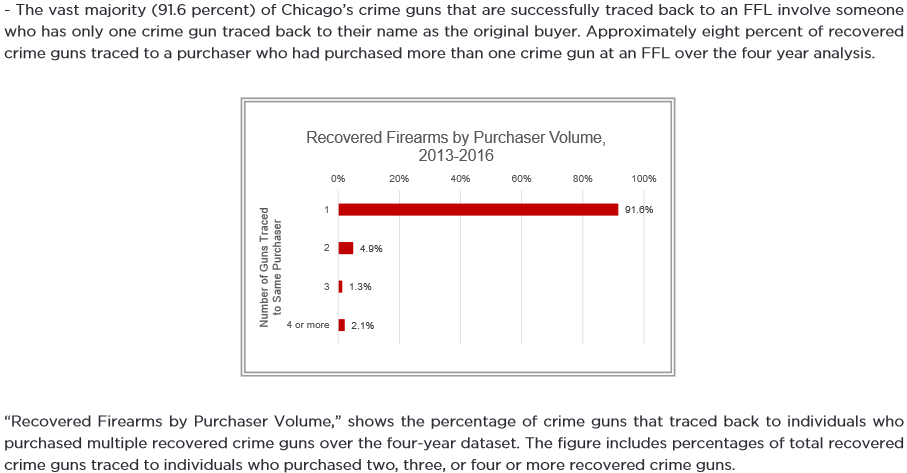 - The vast majority (91.6 percent) of Chicago's crime guns that are successfully traced back to an FFL involve someone
who has only one crime gun traced back to their name as the original buyer. Approximately eight percent of recovered
crime guns traced to a purchaser who had purchased more than one crime gun at an FFL over the four year analysis.
Recovered Firearms by Purchaser Volume,
2013-2016
0% 20% 40% 60% 80% 100%
Number of Guns Traced
to Same Purchaser
1 91.6%
2 4.9%
3 1.3%
4 or more 2.1%
“Recovered Firearms by Purchaser Volume,” shows the percentage of crime guns that traced back to individuals who
purchased multiple recovered crime guns over the four-year dataset. The figure includes percentages of total recovered
crime guns traced to individuals who purchased two, three, or four or more recovered crime guns.